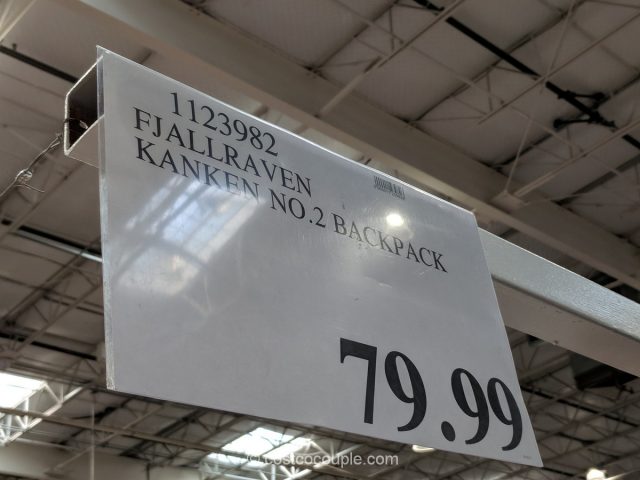 1123982
FJALLRAVEN
KANKEN NO.2 BACKPACK
79.99
costcocouple.com